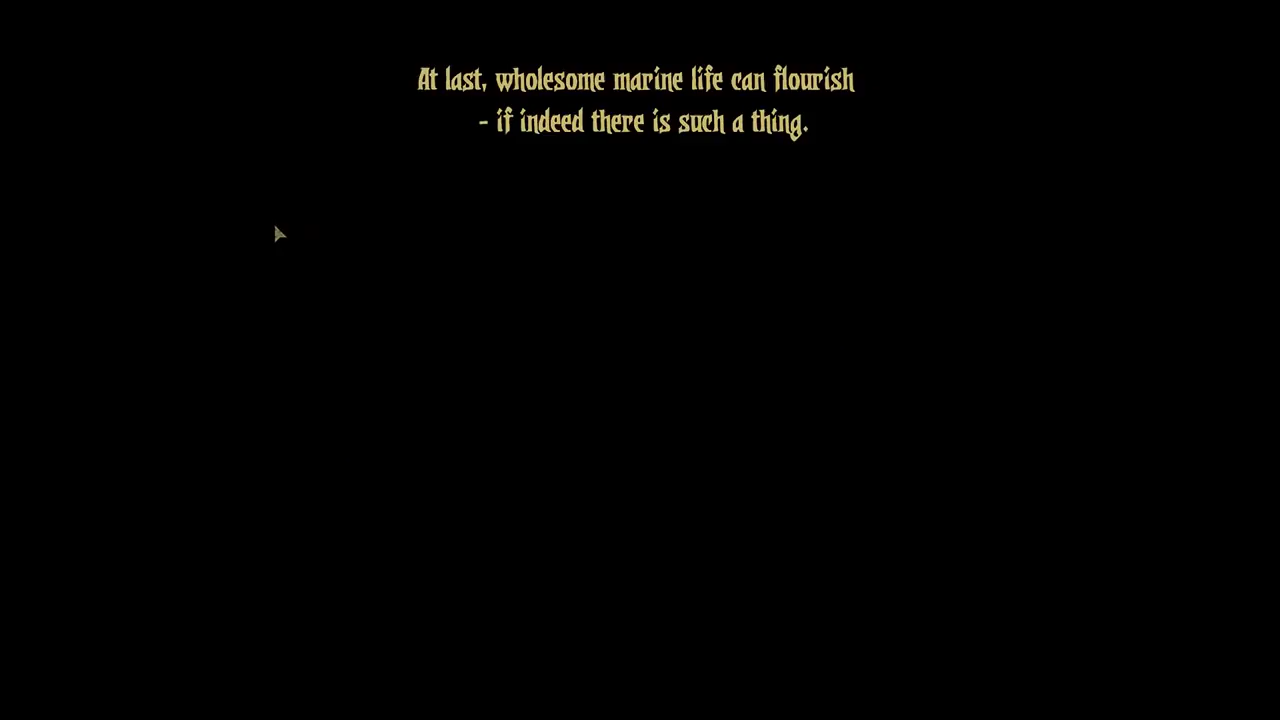 At last, wholesome marine life can flourish
- if indeed there is such a thing.